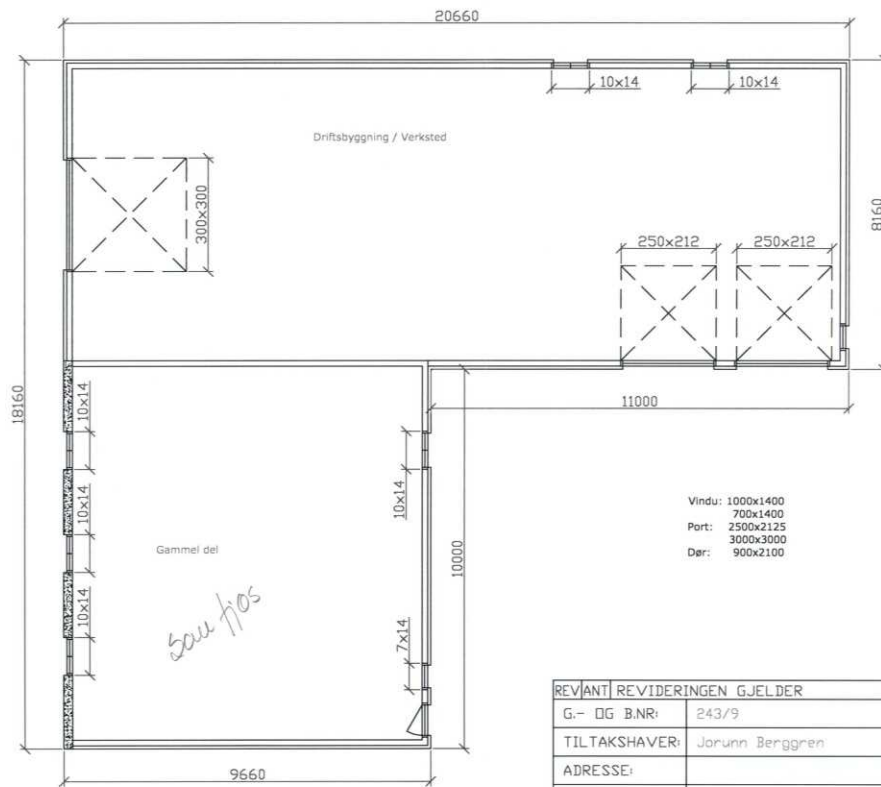 20660
10x14
10x14
Driftsbyggning / Verksted
300x300
8160
250x212
250x212
18160
11000
10x14
10x14
10x14
10x14
Vindu: 1000x1400
700x1400
Port: 2500x2125
3000x3000
Dør: 900x2100
Gammel del
10000
Sau fjøs
7x14
REV ANT REVIDERINGEN GJELDER
G.- OG B.NR: 243/9
TILTAKSHAVER: Jorunn Berggren
ADRESSE:
9660